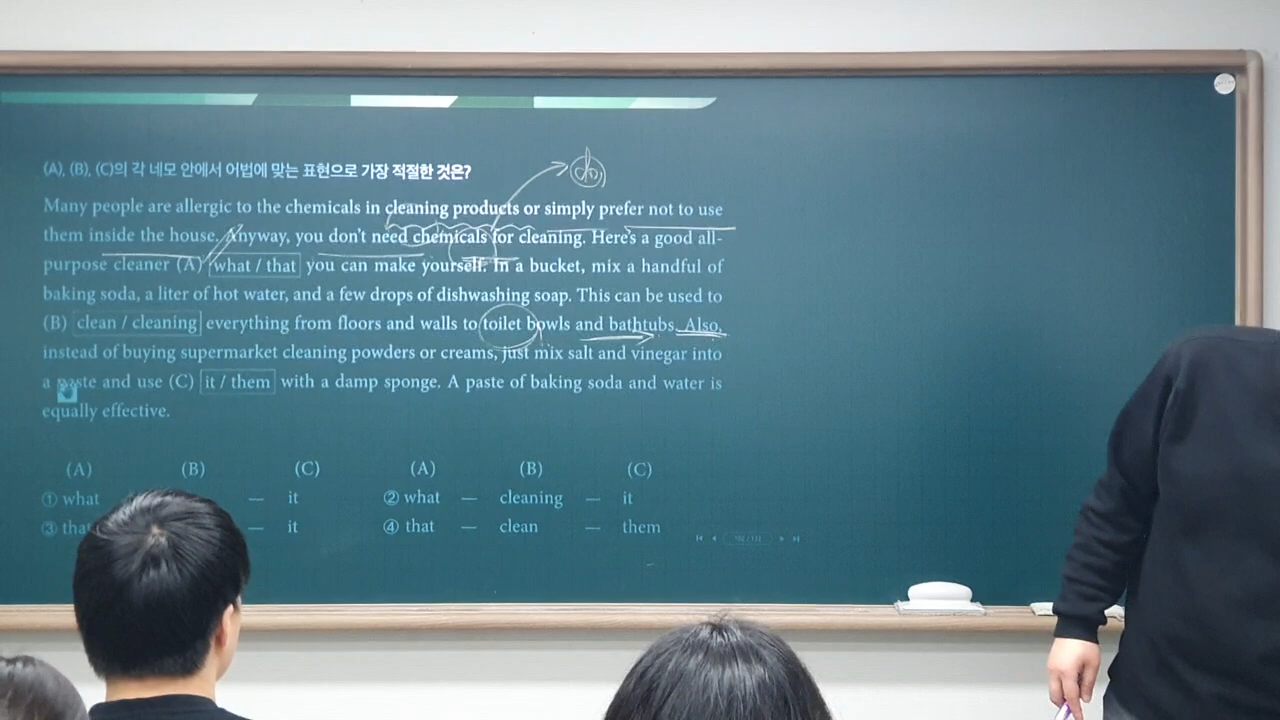 (A), (B), (C)의 각 네모 안에서 어법에 맞는 표현으로 가장 적절한 것은?
Many people are allergic to the chemicals in cleaning products or simply prefer not to use
them inside the house. Anyway, you don't need chemicals for cleaning. Here's a good all-
purpose cleaner (A) what / that you can make yourself. In a bucket, mix a handful of
baking soda, a liter of hot water, and a few drops of dishwashing soap. This can be used to
(B) clean / cleaning everything from floors and walls to toilet bowls and bathtubs. Also,
instead of buying supermarket cleaning powders or creams, just mix salt and vinegar into
a paste and use (C) it / them with a damp sponge. A paste of baking soda and water is
equally effective.
(A) (B) (C) (A) (B) (C)
① what — it ② what — cleaning — it
③ that — it ④ that — clean — them